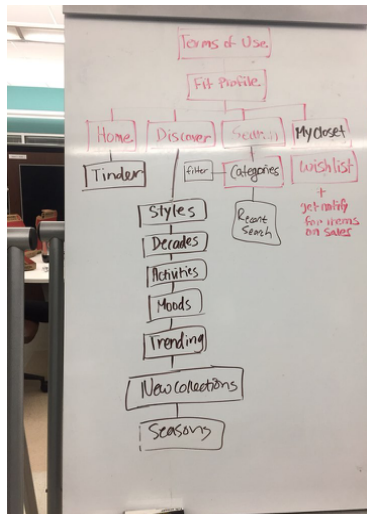 Terms of Use
Fit Profile
Home
Discover
Search
My Closet
Tinder
filter
Categories
Wishlist
+
get notify
for items
on sales
Recent
Search
Styles
Decades
Activities
Moods
Trending
New Collections
Seasons